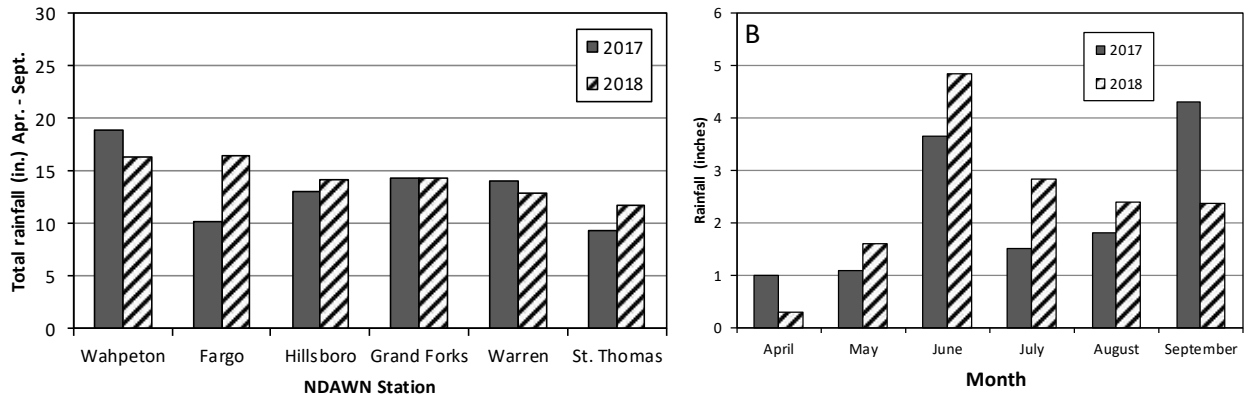 Total rainfall (in.) Apr. - Sept.
30
25
20
15
10
5
0
2017
2018
Wahpeton Fargo Hillsboro Grand Forks Warren St. Thomas
NDAWN Station
B
Rainfall (inches)
6
5
4
3
2
1
0
2017
2018
April May June July August September
Month